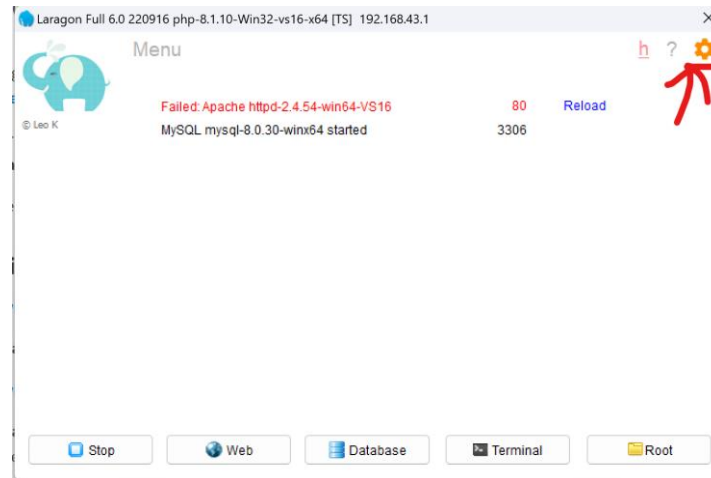 Laragon Full 6.0 220916 php-8.1.10-Win32-vs16-x64 [TS] 192.168.43.1
Menu h ?
Failed: Apache httpd-2.4.54-win64-VS16 80 Reload
© Leo K
MySQL mysql-8.0.30-winx64 started 3306
Stop Web Database Terminal Root